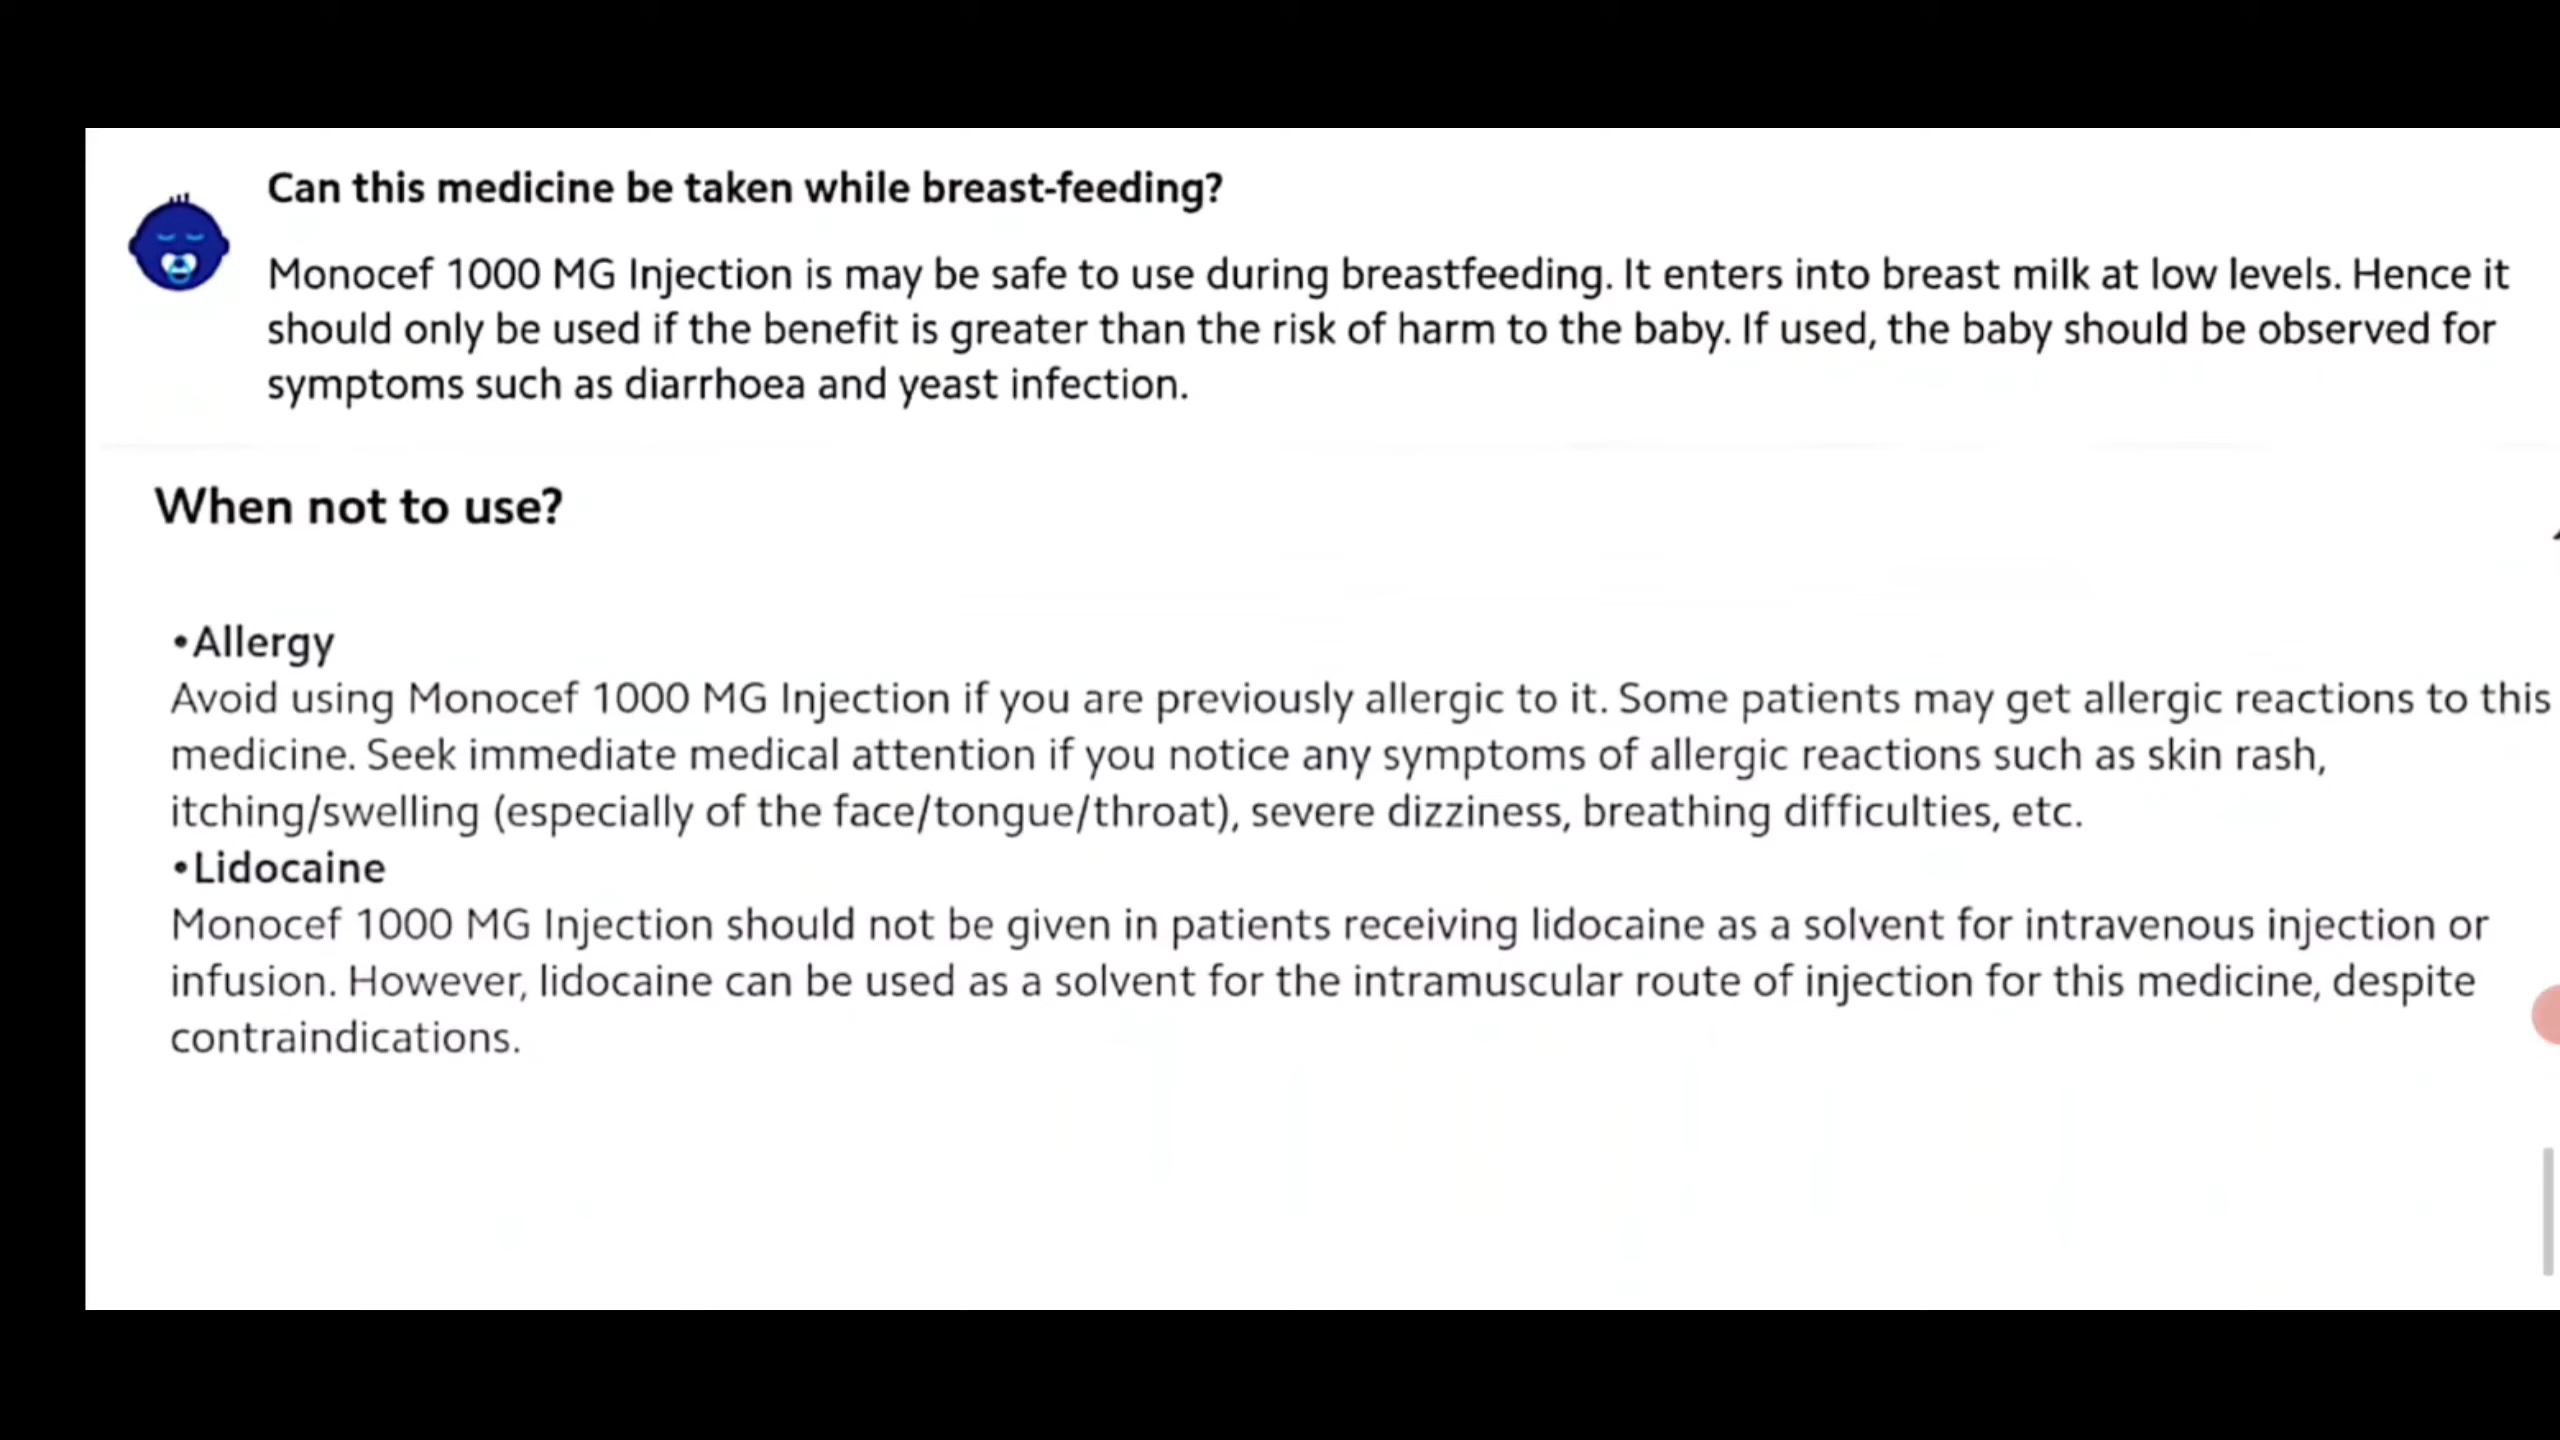 Can this medicine be taken while breast-feeding?
Monocef 1000 MG Injection is may be safe to use during breastfeeding. It enters into breast milk at low levels. Hence it
should only be used if the benefit is greater than the risk of harm to the baby. If used, the baby should be observed for
symptoms such as diarrhoea and yeast infection.
When not to use?
•Allergy
Avoid using Monocef 1000 MG Injection if you are previously allergic to it. Some patients may get allergic reactions to this
medicine. Seek immediate medical attention if you notice any symptoms of allergic reactions such as skin rash,
itching/swelling (especially of the face/tongue/throat), severe dizziness, breathing difficulties, etc.
•Lidocaine
Monocef 1000 MG Injection should not be given in patients receiving lidocaine as a solvent for intravenous injection or
infusion. However, lidocaine can be used as a solvent for the intramuscular route of injection for this medicine, despite
contraindications.